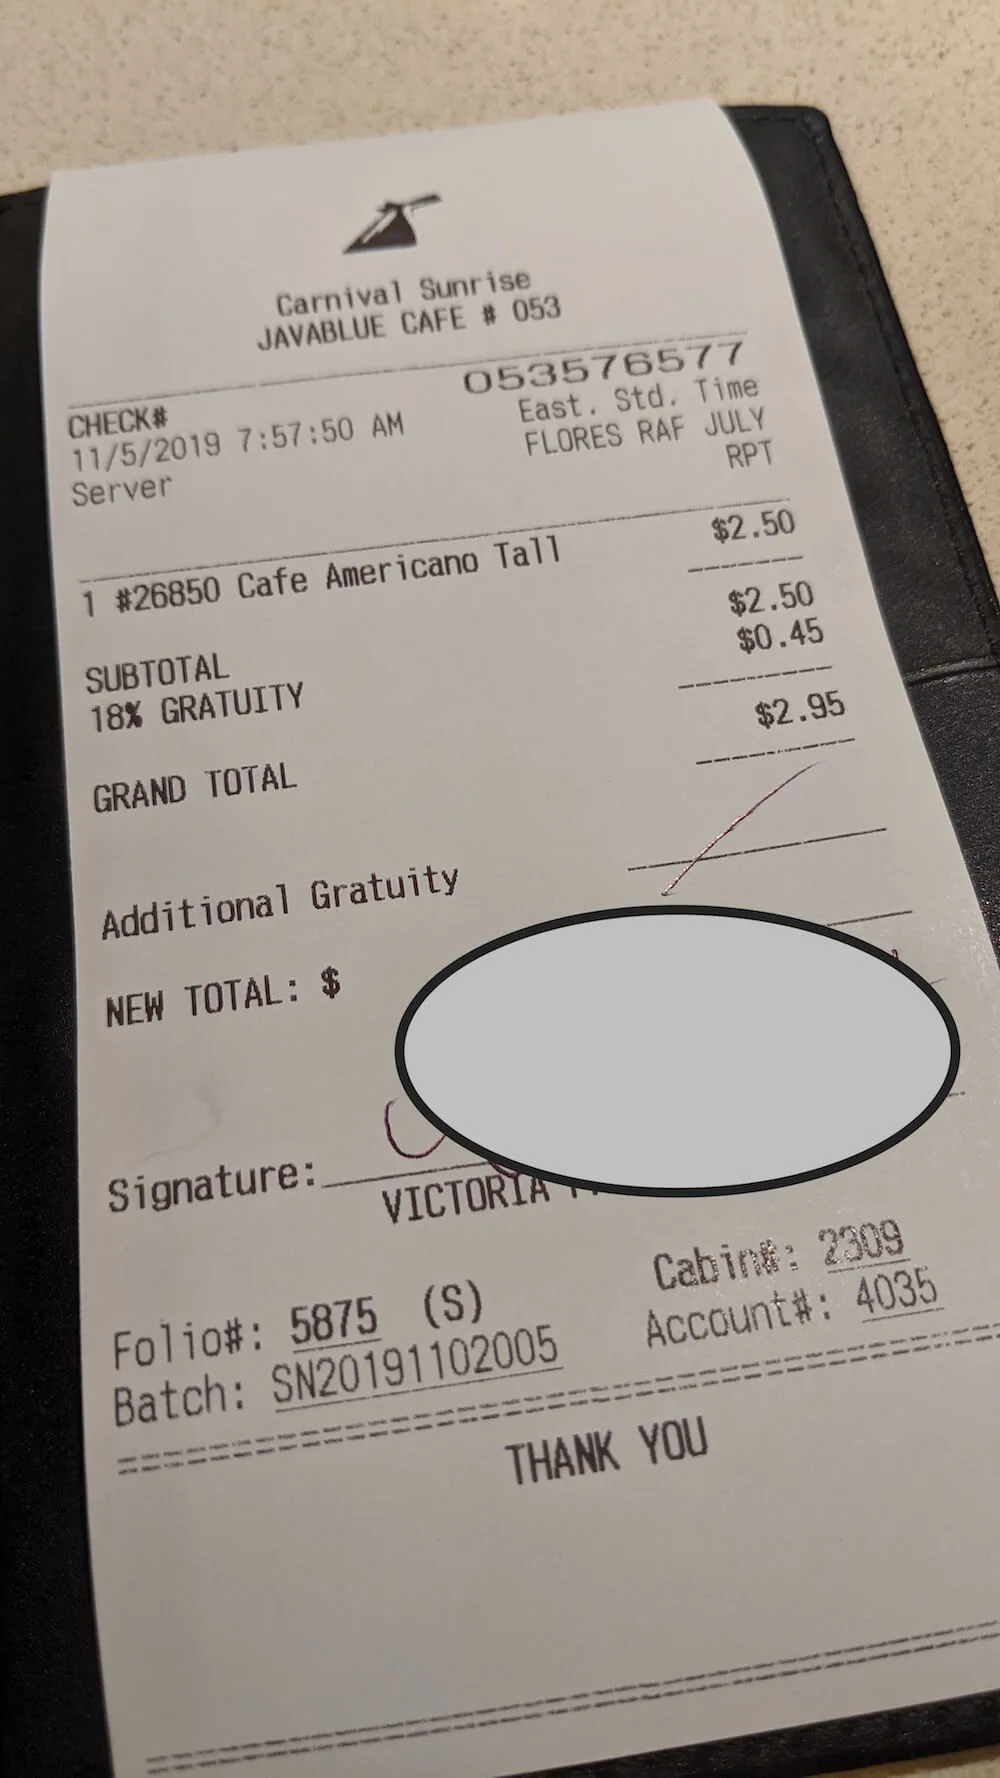 Carnival Sunrise
JAVABLUE CAFE # 053
CHECK# 053576577
11/5/2019 7:57:50 AM East. Std. Time
Server FLORES RAF JULY
RPT
1 #26850 Cafe Americano Tall $2.50
SUBTOTAL $2.50
18% GRATUITY $0.45
GRAND TOTAL $2.95
Additional Gratuity
NEW TOTAL: $
Signature:
VICTORIA
Cabin#: 2309
Folio#: 5875 (S) Account#: 4035
Batch: SN20191102005
THANK YOU